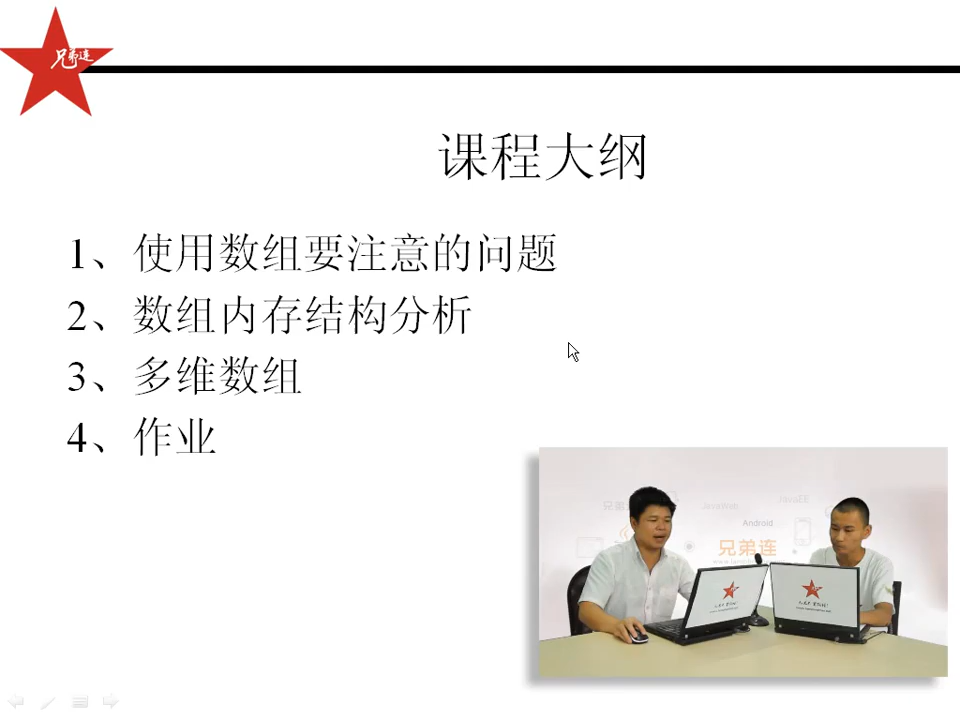 兄弟连
课程大纲
1、使用数组要注意的问题
2、数组内存结构分析
3、多维数组
4、作业
JavaWeb
JavaEE
Android
兄弟连